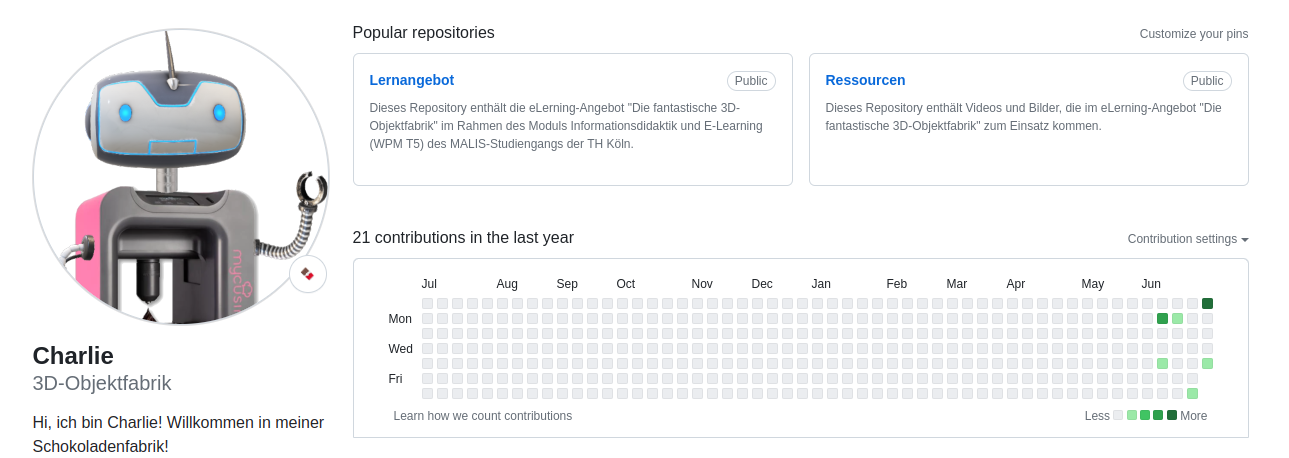 Popular repositories
Customize your pins
Lernangebot
Public
Dieses Repository enthält die eLerning-Angebot "Die fantastische 3D-
Objektfabrik" im Rahmen des Moduls Informationsdidaktik und E-Learning
(WPM T5) des MALIS-Studiengangs der TH Köln.
Ressourcen
Public
Dieses Repository enthält Videos und Bilder, die im eLerning-Angebot "Die
fantastische 3D-Objektfabrik" zum Einsatz kommen.
Charlie
3D-Objektfabrik
Hi, ich bin Charlie! Willkommen in meiner
Schokoladenfabrik!
21 contributions in the last year
Contribution settings
Jul Aug Sep Oct Nov Dec Jan Feb Mar Apr May Jun
Mon
Wed
Fri
Learn how we count contributions
Less More